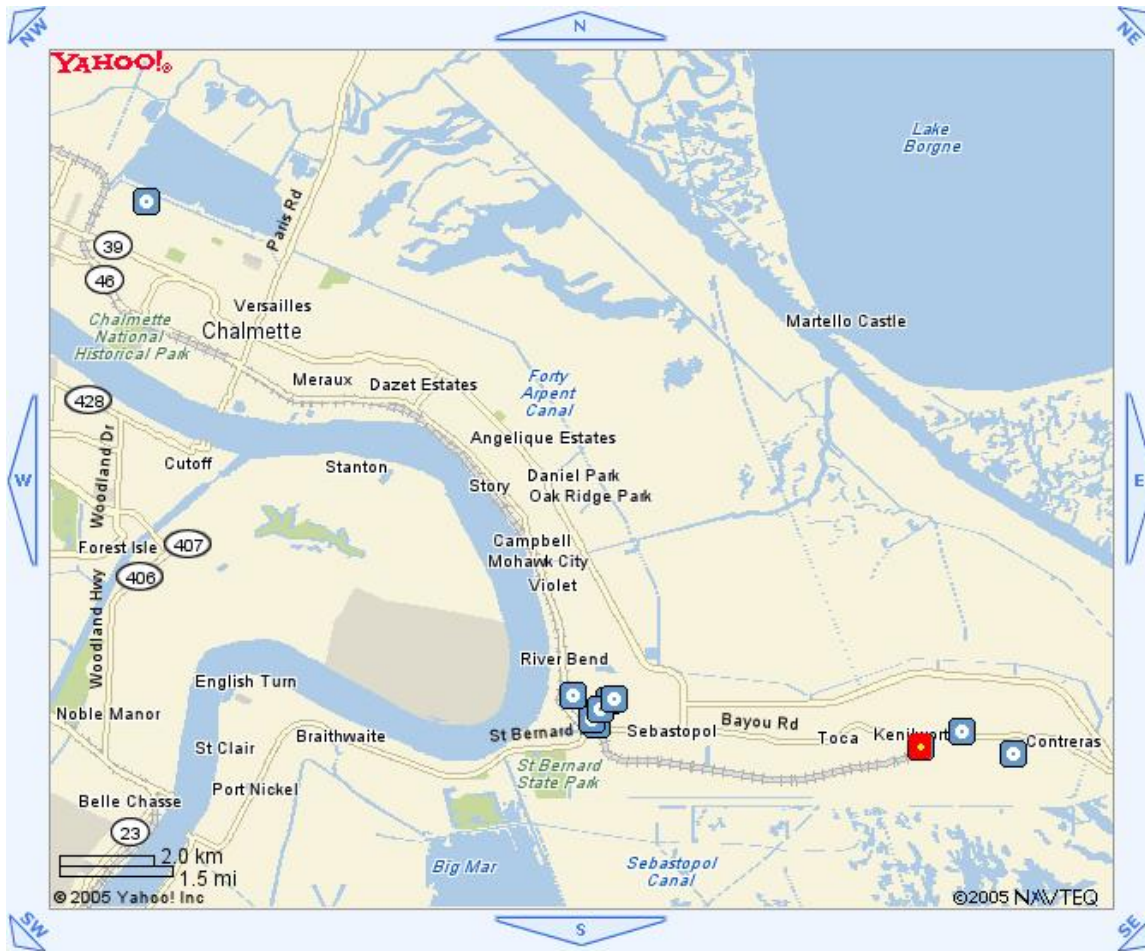 NW
N
NE
YAHOO!®
Lake
Borgne
Paris Rd
39
46
Versailles
Chalmette
National
Historical Park
Chalmette
Martello Castle
Meraux
Dazet Estates
Forty
Arpent
Canal
428
Woodland Dr
Angelique Estates
Cutoff
Stanton
Daniel Park
Story
Oak Ridge Park
W
E
Forest Isle
407
Campbell
Mohawk City
406
Violet
Woodland Hwy
River Bend
English Turn
Noble Manor
St Clair
Braithwaite
St Bernard
Sebastopol
Bayou Rd
Toca
Contreras
St Bernard
State Park
Port Nickel
Belle Chasse
23
2.0 km
1.5 mi
Big Mar
Sebastopol
Canal
© 2005 Yahoo! Inc
©2005 NAVTEQ
SW
S
SE